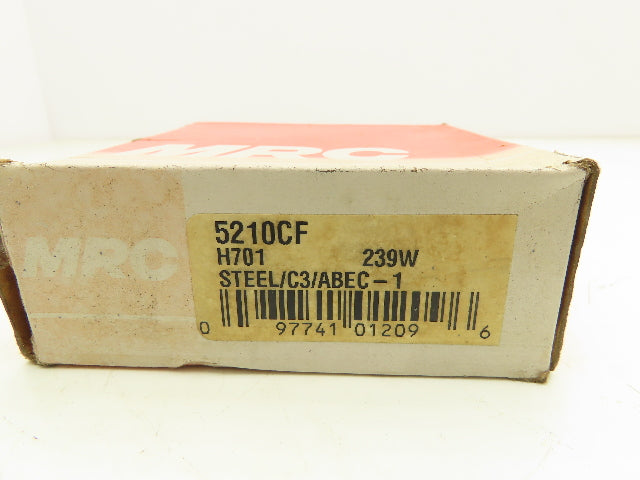 MRC
MRC
5210CF
H701 239W
STEEL/C3/ABEC-1
0 97741 01209 6